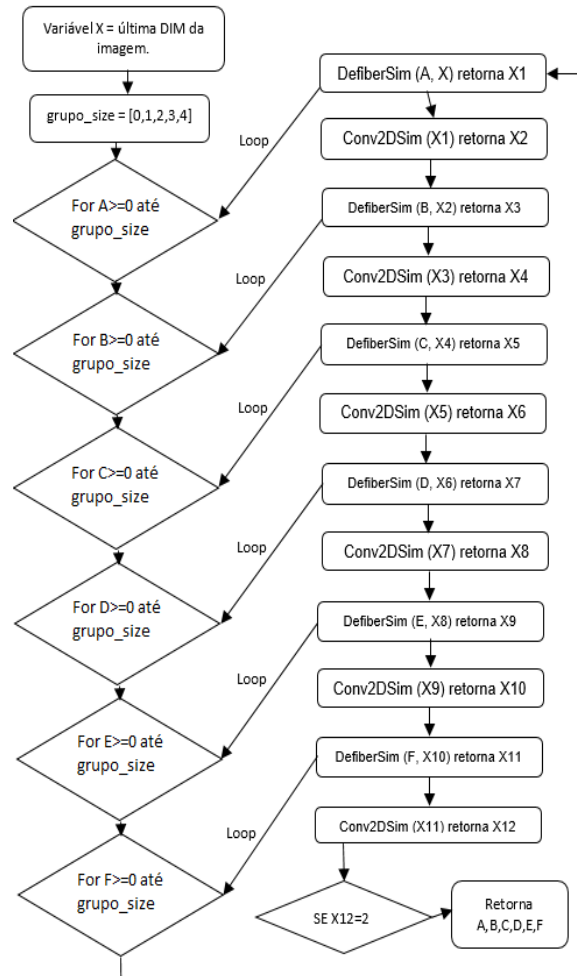 Variável X = última DIM da
imagem.
grupo_size = [0,1,2,3,4]
For A>=0 até
grupo_size
For B>=0 até
grupo_size
For C>=0 até
grupo_size
For D>=0 até
grupo_size
For E>=0 até
grupo_size
For F>=0 até
grupo_size
Loop
Loop
Loop
Loop
Loop
Loop
DefiberSim (A, X) retorna X1
Conv2DSim (X1) retorna X2
DefiberSim (B, X2) retorna X3
Conv2DSim (X3) retorna X4
DefiberSim (C, X4) retorna X5
Conv2DSim (X5) retorna X6
DefiberSim (D, X6) retorna X7
Conv2DSim (X7) retorna X8
DefiberSim (E, X8) retorna X9
Conv2DSim (X9) retorna X10
DefiberSim (F, X10) retorna X11
Conv2DSim (X11) retorna X12
SE X12=2
Retorna
A,B,C,D,E,F